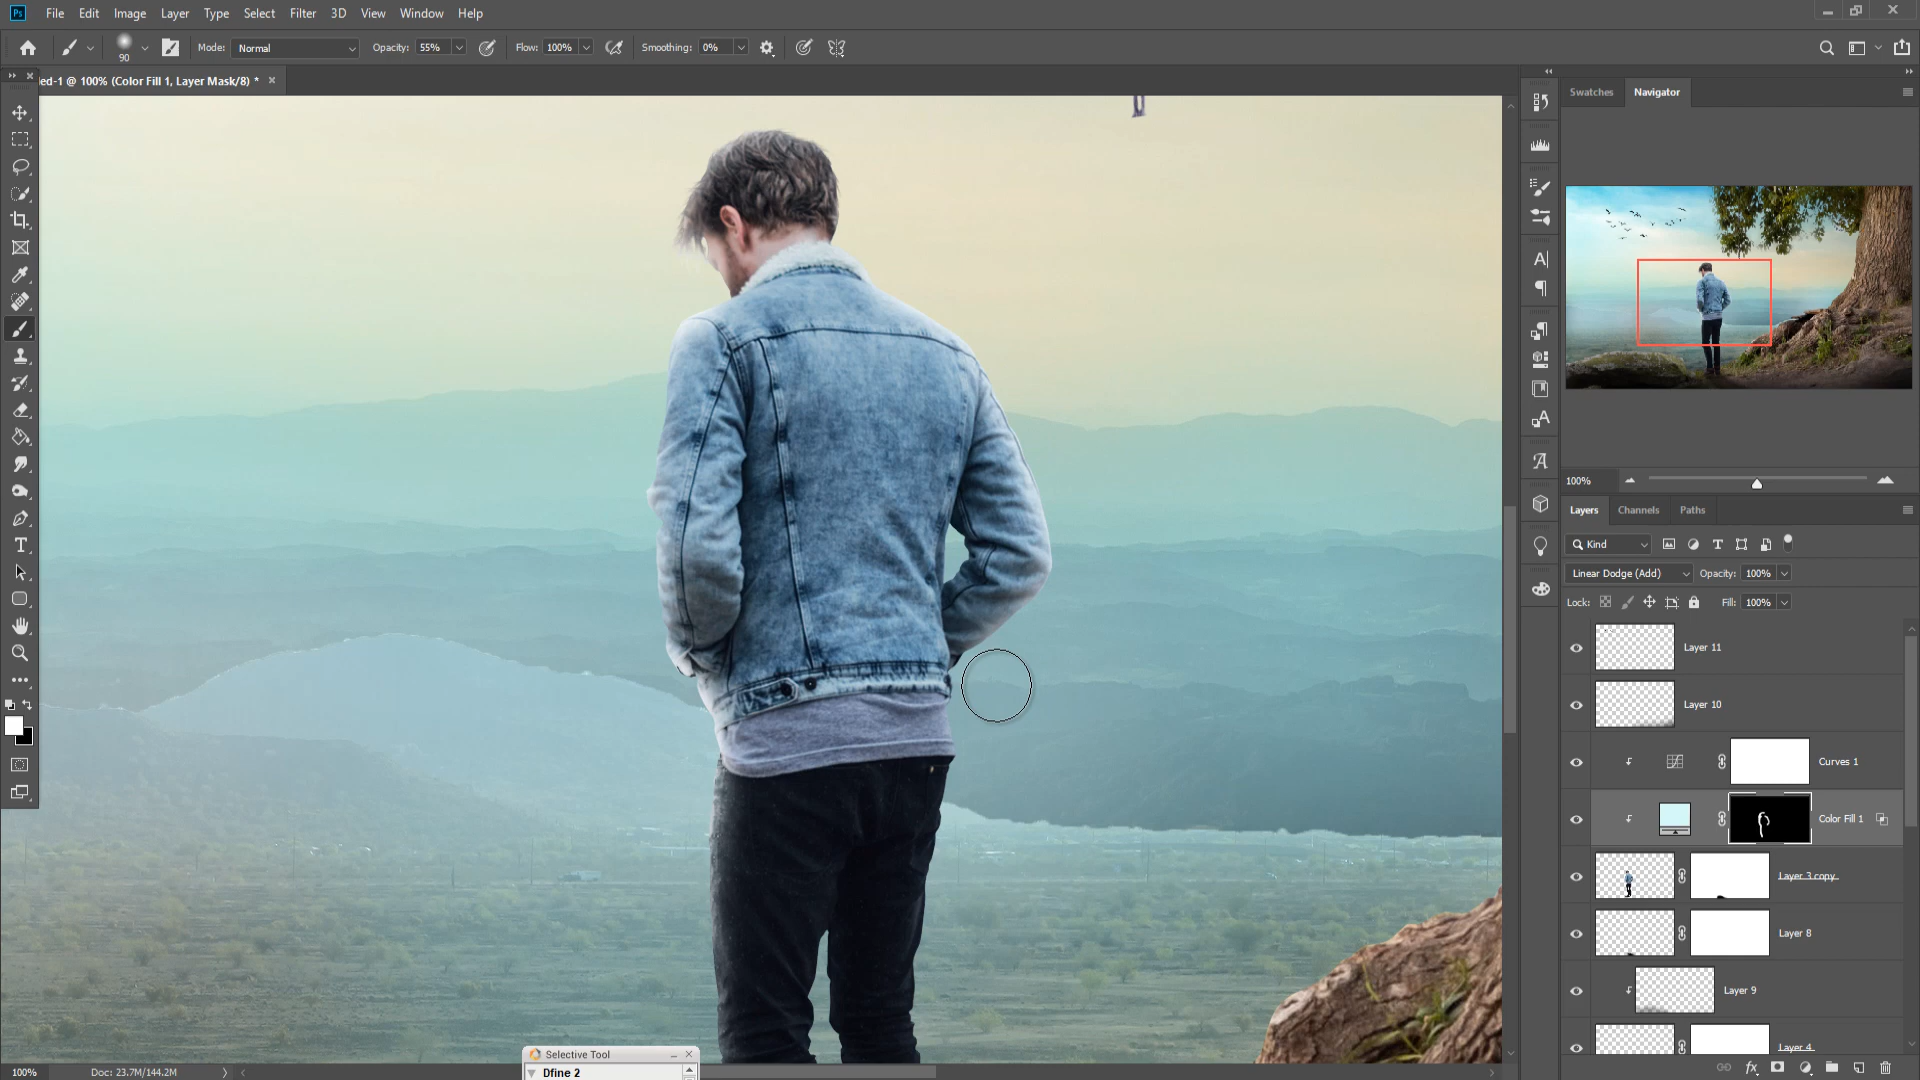 Ps File Edit Image Layer Type Select Filter 3D View Window Help
90 Mode: Normal Opacity: 55% Flow: 100% Smoothing: 0%
ed-1 @ 100% (Color Fill 1, Layer Mask/8) *
Swatches Navigator
100%
Layers Channels Paths
Kind
Linear Dodge (Add) Opacity: 100%
Lock: Fill: 100%
Layer 11
Layer 10
Curves 1
Color Fill 1
Layer 3 copy
Layer 8
Layer 9
Layer 4
Selective Tool
Dfine 2
100% Doc: 23.7M/144.2M